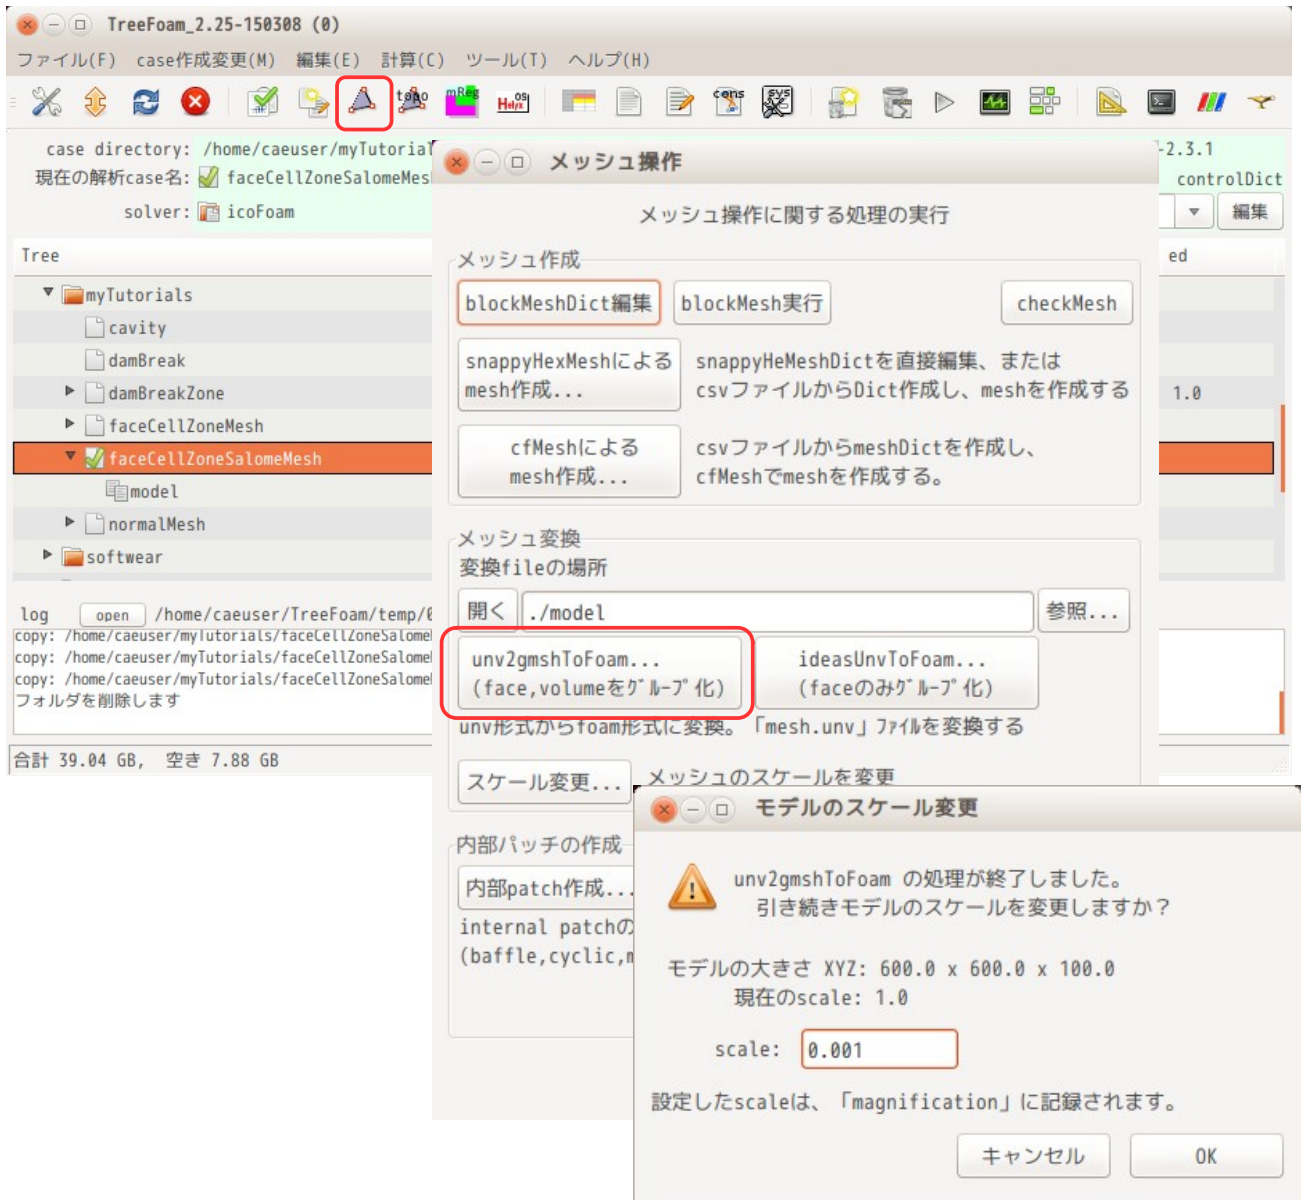 TreeFoam_2.25-150308 (0)
ファイル(F) case作成変更(M) 編集(E) 計算(C) ツール(T) ヘルプ(H)
topo mReg OSj Helyx cons sys
case directory: /home/caeuser/myTutorial
-2.3.1
現在の解析case名: faceCellZoneSalomeMes
controlDict
solver: icoFoam
編集
Tree
ed
myTutorials
cavity
damBreak
damBreakZone
1.0
faceCellZoneMesh
faceCellZoneSalomeMesh
model
normalMesh
softwear
log open /home/caeuser/TreeFoam/temp/
copy: /home/caeuser/myTutorials/faceCellZoneSalome
copy: /home/caeuser/myTutorials/faceCellZoneSalome
copy: /home/caeuser/myTutorials/faceCellZoneSalome
フォルダを削除します
合計 39.04 GB, 空き 7.88 GB
メッシュ操作
メッシュ操作に関する処理の実行
メッシュ作成
blockMeshDict編集 blockMesh実行 checkMesh
snappyHexMeshによる
mesh作成...
snappyHeMeshDictを直接編集、または
csvファイルからDict作成し、meshを作成する
cfMeshによる
mesh作成...
csvファイルからmeshDictを作成し、
cfMeshでmeshを作成する。
メッシュ変換
変換fileの場所
開く ./model 参照...
unv2gmshToFoam...
(face,volumeをｸﾞﾙｰﾌﾟ化)
ideasUnvToFoam...
(faceのみｸﾞﾙｰﾌﾟ化)
unv形式からfoam形式に変換。「mesh.unv」ﾌｧｲﾙを変換する
スケール変更... メッシュのスケールを変更
内部パッチの作成
内部patch作成...
internal patchの
(baffle,cyclic,m
モデルのスケール変更
unv2gmshToFoam の処理が終了しました。
引き続きモデルのスケールを変更しますか？
モデルの大きさ XYZ: 600.0 x 600.0 x 100.0
現在のscale: 1.0
scale: 0.001
設定したscaleは、「magnification」に記録されます。
キャンセル OK